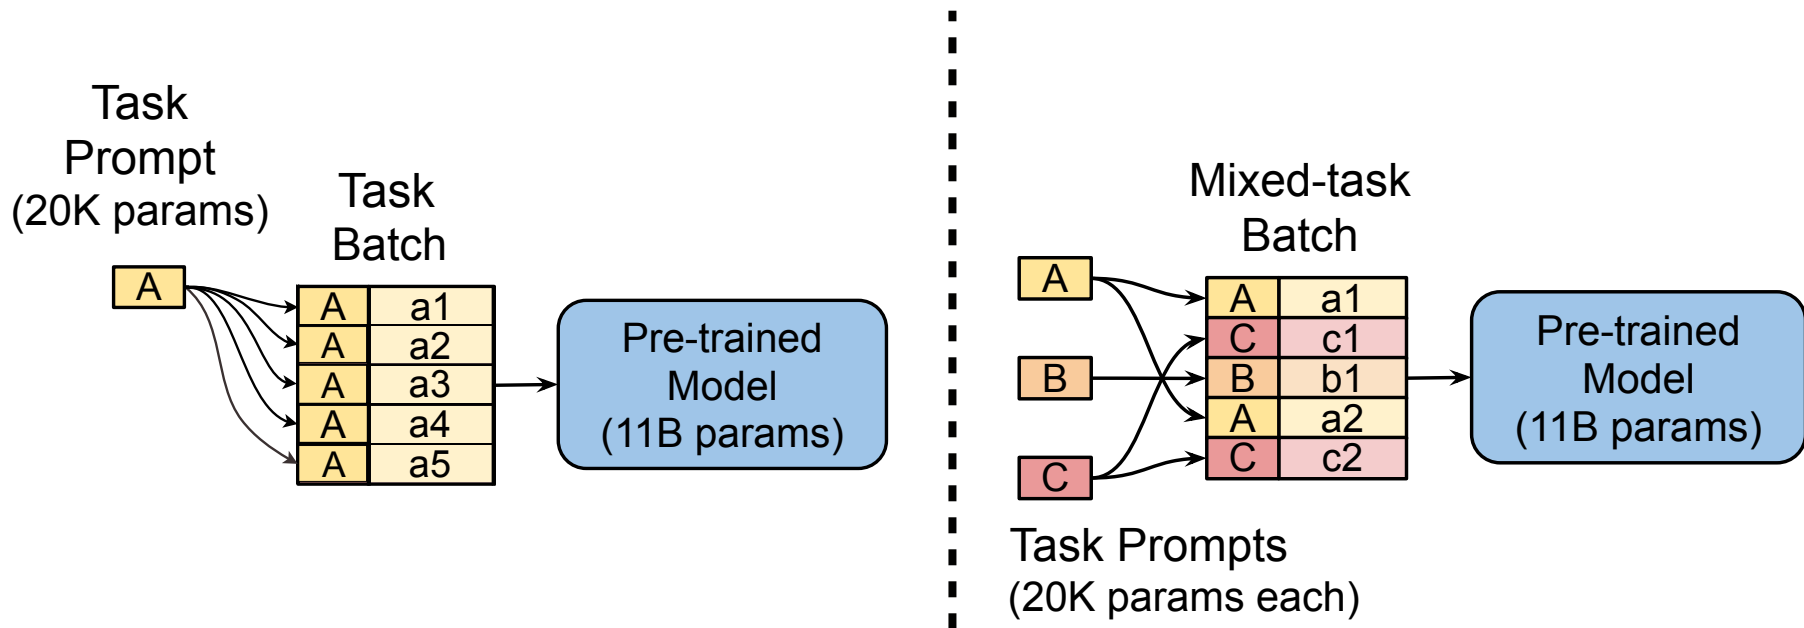 Task
Prompt
(20K params)
Task
Batch
A
A a1
A a2
A a3
A a4
A a5
Pre-trained
Model
(11B params)
Mixed-task
Batch
A
B
C
A a1
C c1
B b1
A a2
C c2
Pre-trained
Model
(11B params)
Task Prompts
(20K params each)